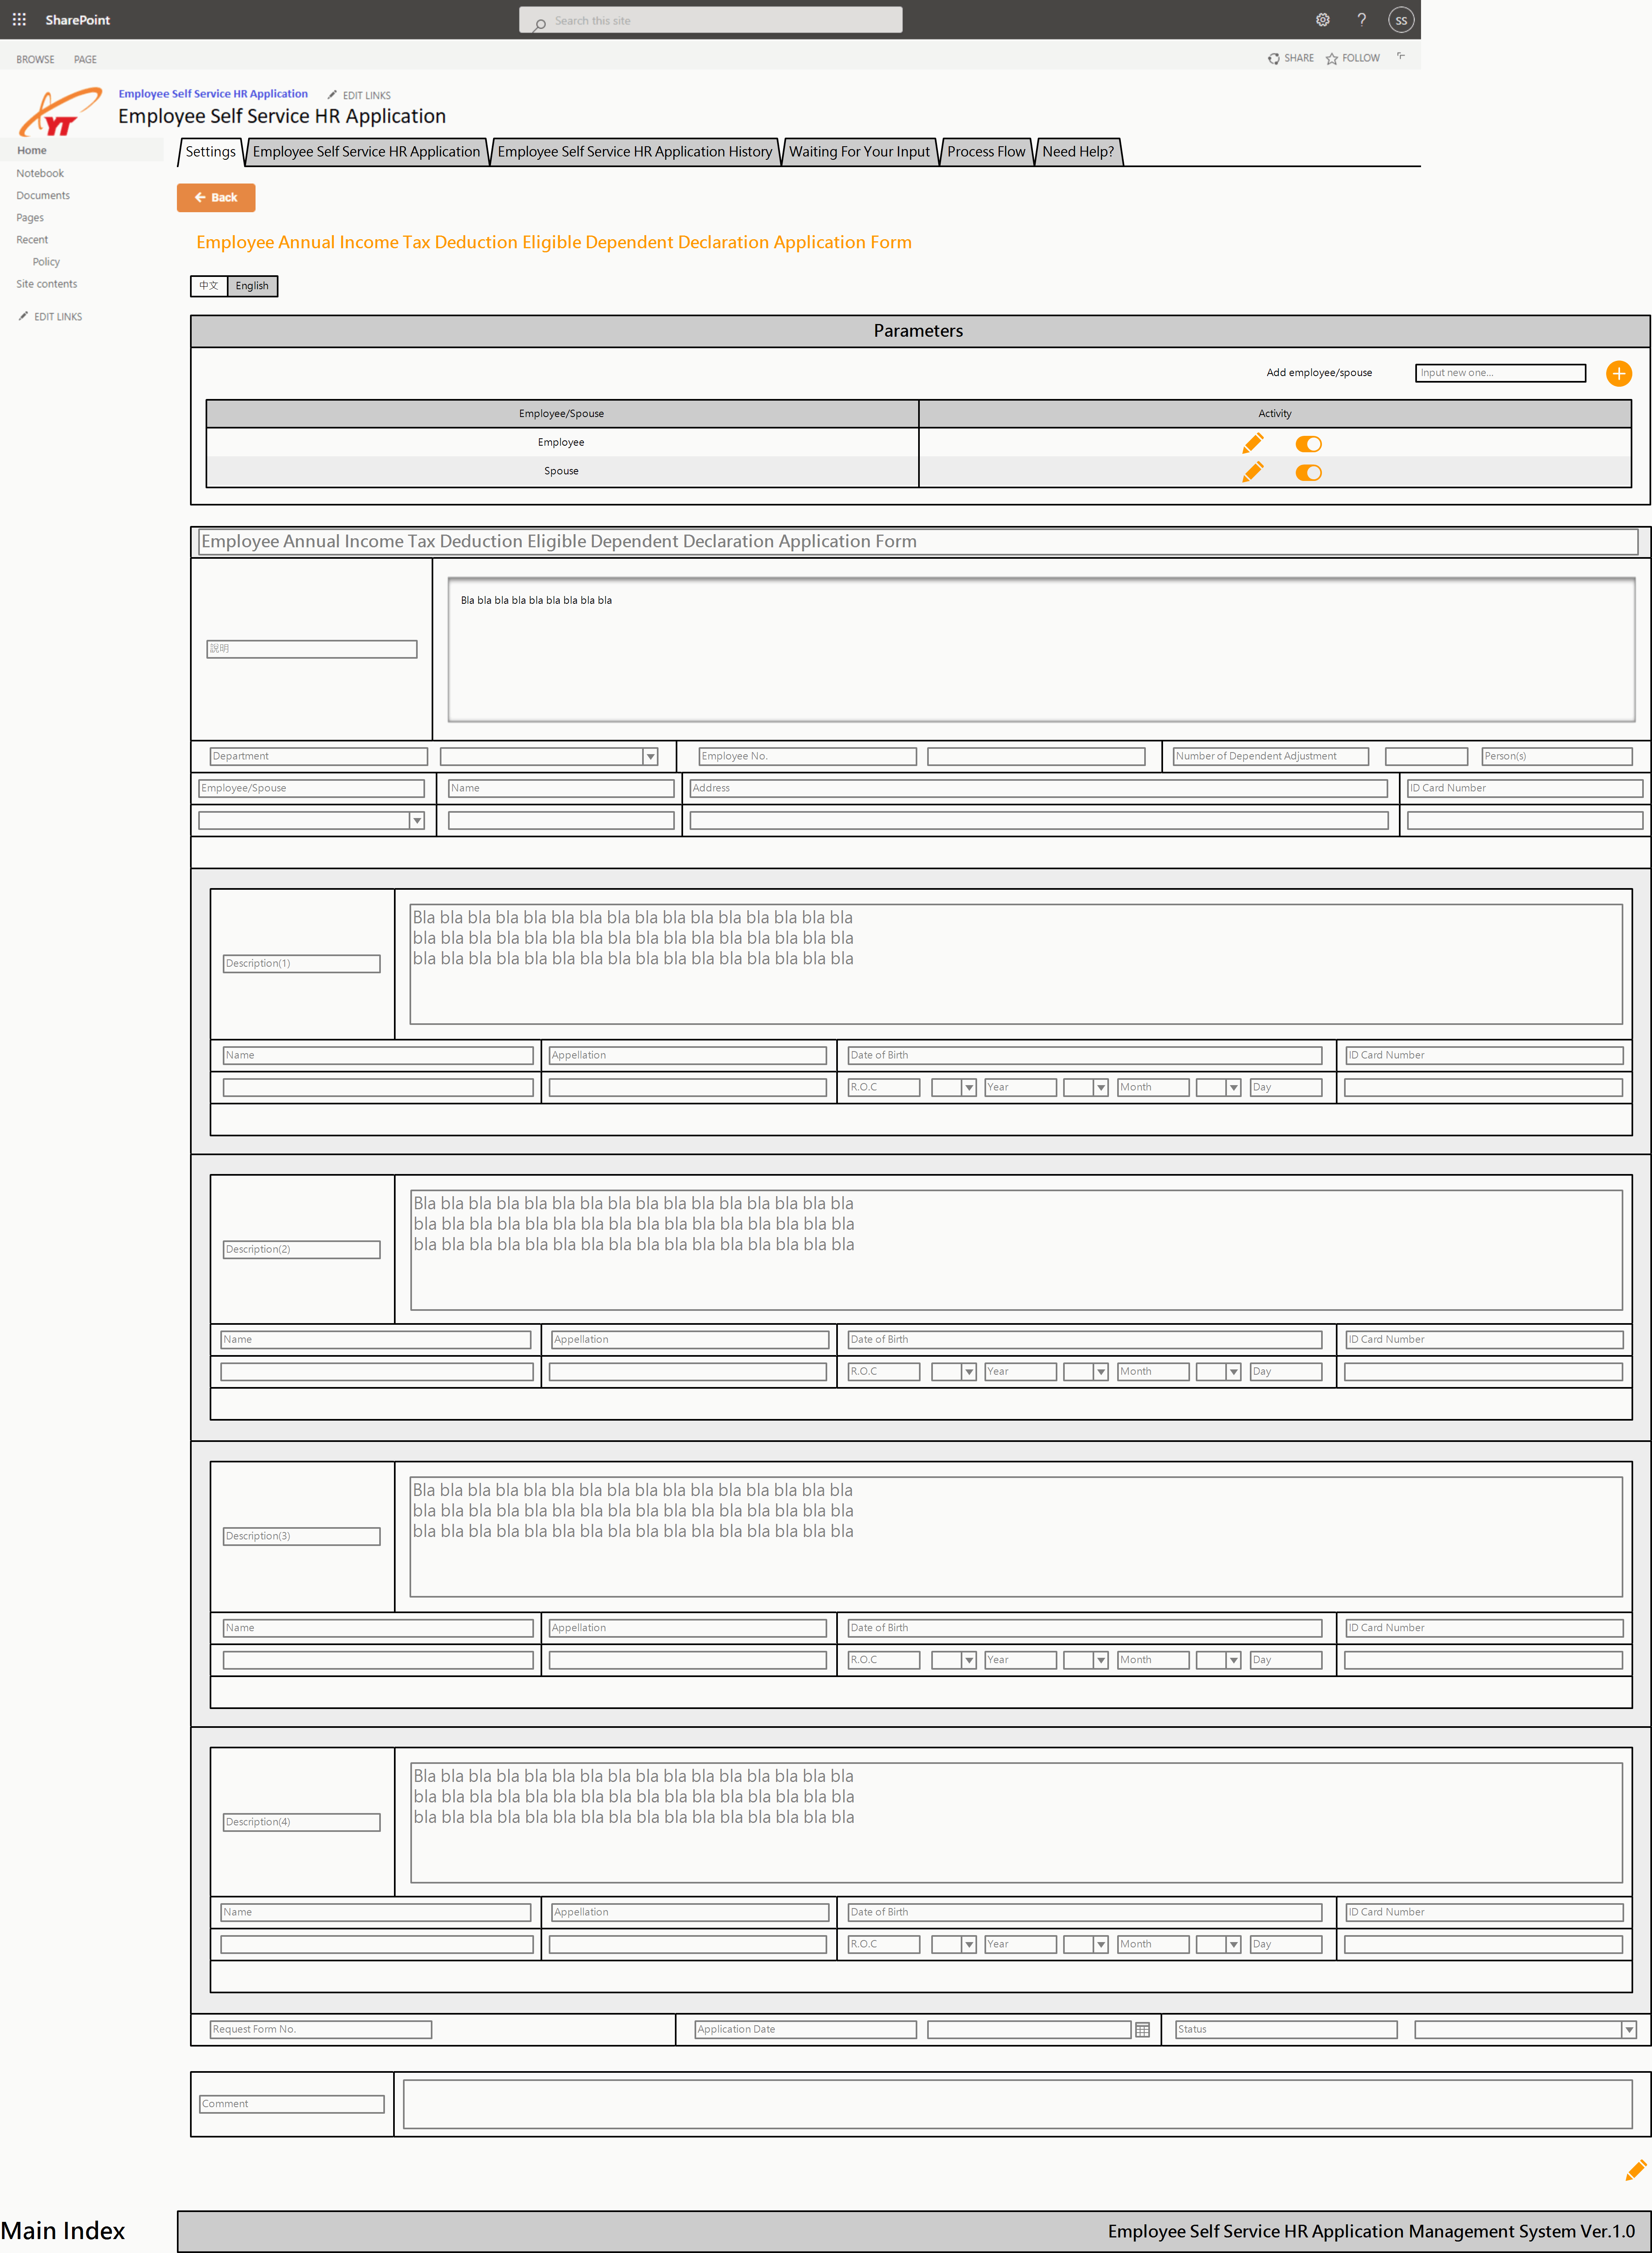 SharePoint
Search this site
?
SS
BROWSE PAGE
SHARE FOLLOW
YT
Employee Self Service HR Application EDIT LINKS
Employee Self Service HR Application
Home
Notebook
Documents
Pages
Recent
Policy
Site contents
EDIT LINKS
Settings Employee Self Service HR Application Employee Self Service HR Application History Waiting For Your Input Process Flow Need Help?
Back
Employee Annual Income Tax Deduction Eligible Dependent Declaration Application Form
中文 English
Parameters
Add employee/spouse Input new one...
Employee/Spouse Activity
Employee
Spouse
Employee Annual Income Tax Deduction Eligible Dependent Declaration Application Form
說明
Bla bla bla bla bla bla bla bla bla
Department Employee No. Number of Dependent Adjustment Person(s)
Employee/Spouse Name Address ID Card Number
Description(1)
Bla bla bla bla bla bla bla bla bla bla bla bla bla bla bla bla
bla bla bla bla bla bla bla bla bla bla bla bla bla bla bla bla
bla bla bla bla bla bla bla bla bla bla bla bla bla bla bla bla
Name Appellation Date of Birth ID Card Number
R.O.C Year Month Day
Description(2)
Bla bla bla bla bla bla bla bla bla bla bla bla bla bla bla bla
bla bla bla bla bla bla bla bla bla bla bla bla bla bla bla bla
bla bla bla bla bla bla bla bla bla bla bla bla bla bla bla bla
Name Appellation Date of Birth ID Card Number
R.O.C Year Month Day
Description(3)
Bla bla bla bla bla bla bla bla bla bla bla bla bla bla bla bla
bla bla bla bla bla bla bla bla bla bla bla bla bla bla bla bla
bla bla bla bla bla bla bla bla bla bla bla bla bla bla bla bla
Name Appellation Date of Birth ID Card Number
R.O.C Year Month Day
Description(4)
Bla bla bla bla bla bla bla bla bla bla bla bla bla bla bla bla
bla bla bla bla bla bla bla bla bla bla bla bla bla bla bla bla
bla bla bla bla bla bla bla bla bla bla bla bla bla bla bla bla
Name Appellation Date of Birth ID Card Number
R.O.C Year Month Day
Request Form No. Application Date Status
Comment
Main Index
Employee Self Service HR Application Management System Ver.1.0